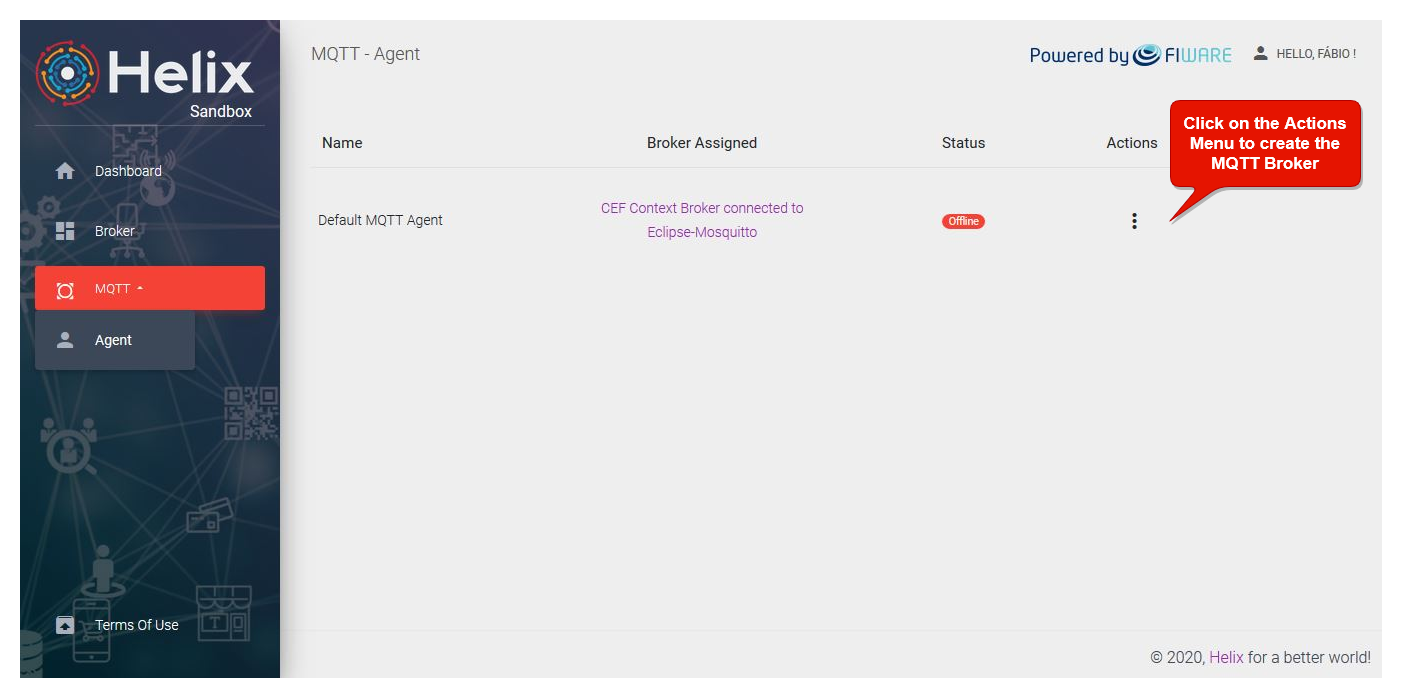 Helix
Sandbox
Dashboard
Broker
MQTT
Agent
T
Terms Of Use
MQTT - Agent
Powered by FIWARE
HELLO, FÁBIO !
Name Broker Assigned Status Actions
Click on the Actions
Menu to create the
MQTT Broker
Default MQTT Agent
CEF Context Broker connected to
Eclipse-Mosquitto
Offline
© 2020, Helix for a better world!